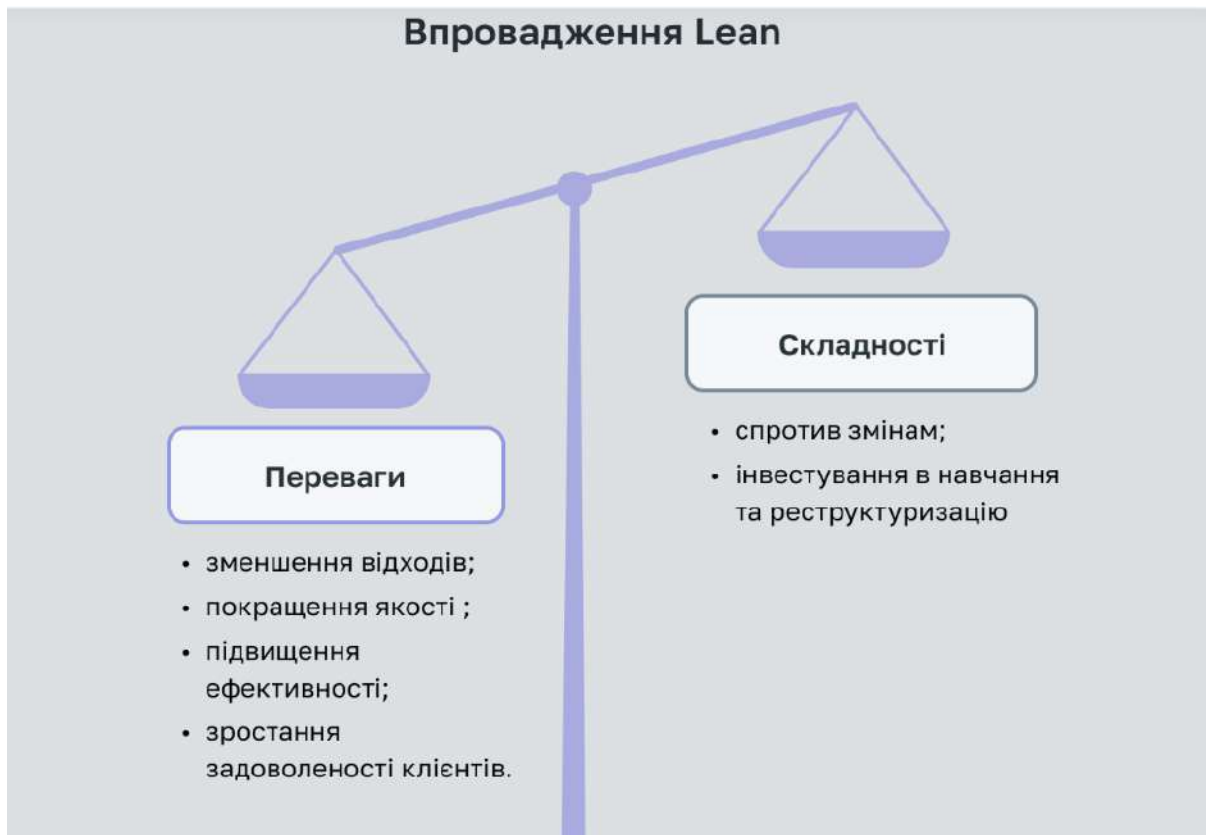 Впровадження Lean
Переваги
• зменшення відходів;
• покращення якості ;
• підвищення
ефективності;
• зростання
задоволеності клієнтів.
Складності
• спротив змінам;
• інвестування в навчання
та реструктуризацію